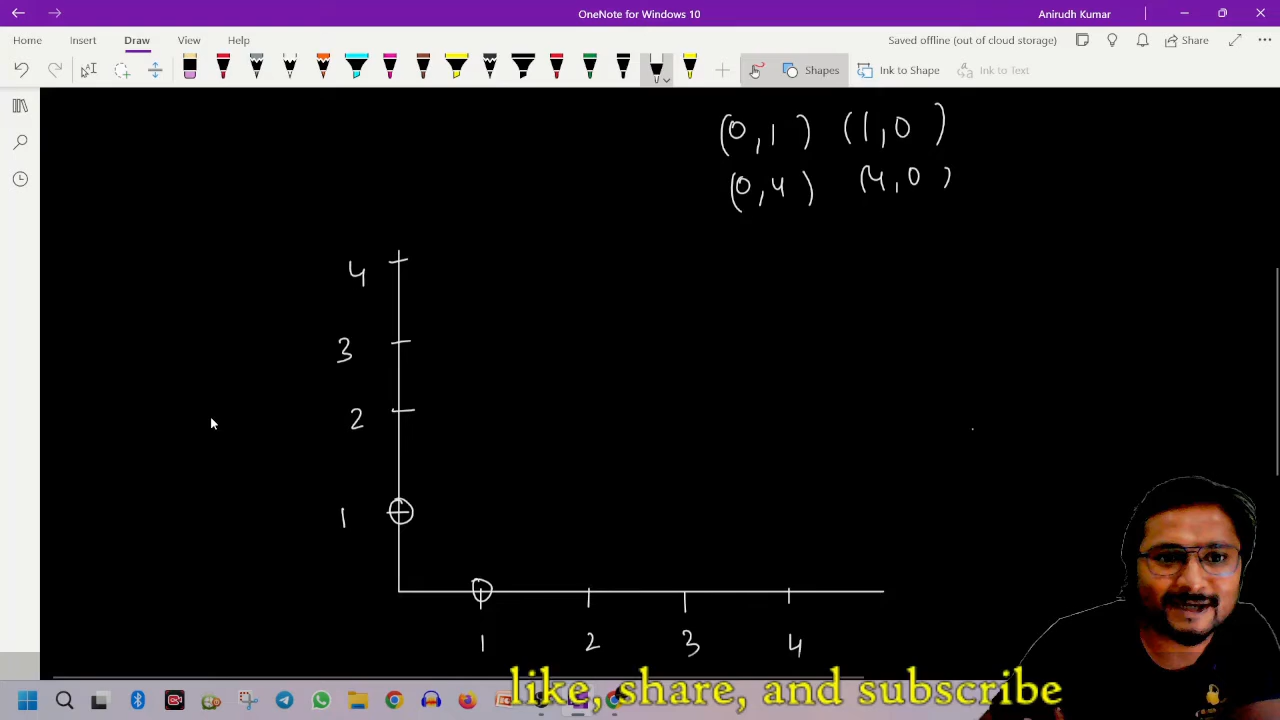 OneNote for Windows 10
Anirudh Kumar
Home Insert Draw View Help
Saved offline (out of cloud storage)
Share
Shapes
Ink to Shape
Ink to Text
(0,1) (1,0)
(0,4) (4,0)
4
3
2
1
1 2 3 4
like, share, and subscribe